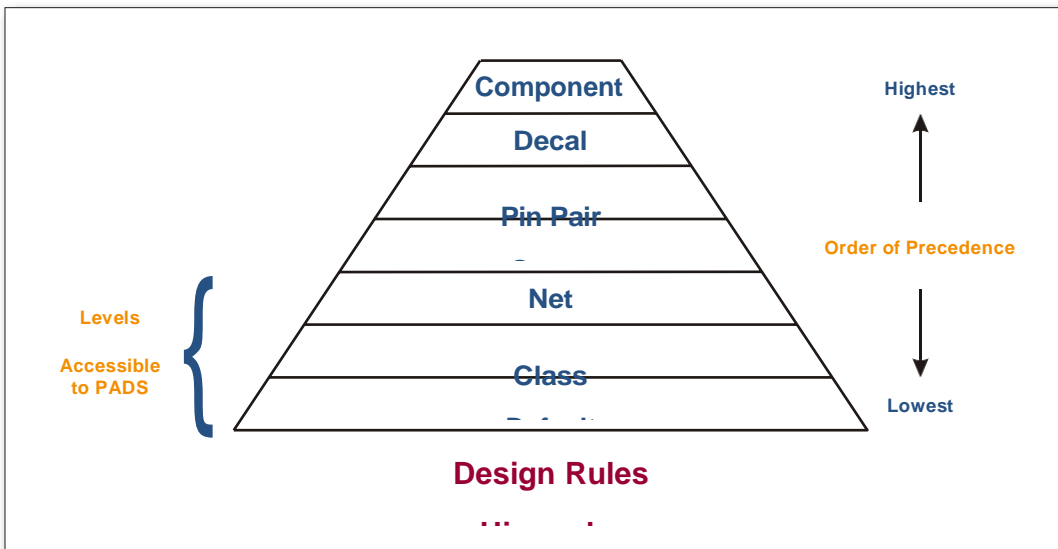 Component
Highest
Decal
Pin Pair
Order of Precedence
Net
Levels
Accessible
to PADS
Class
Lowest
Design Rules